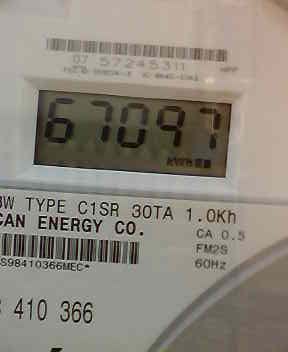 07 57245311
67097
3W TYPE C1SR 30TA 1.0Kh
CAN ENERGY CO.
CA 0.5
FM2S
S98410366MEC*
60Hz
410 366